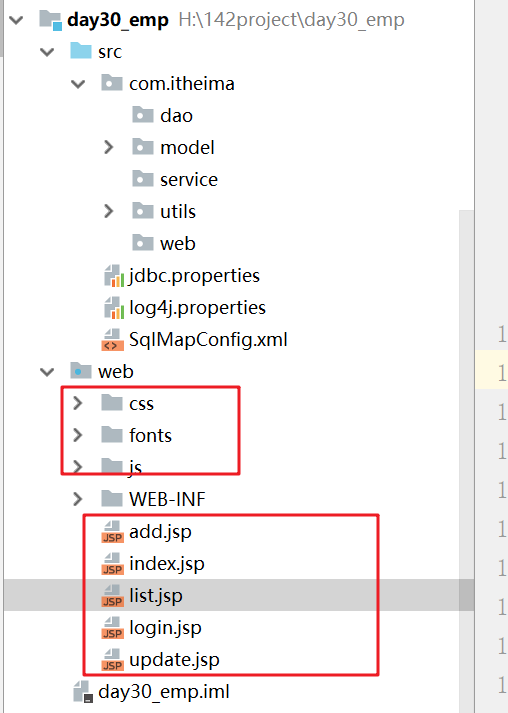 day30_emp H:\142project\day30_emp
src
com.itheima
dao
model
service
utils
web
jdbc.properties
log4j.properties
SqlMapConfig.xml
web
css
fonts
js
WEB-INF
JSP add.jsp
JSP index.jsp
JSP list.jsp
JSP login.jsp
JSP update.jsp
day30_emp.iml
1
1
1
1
1
1
1
1
1
1